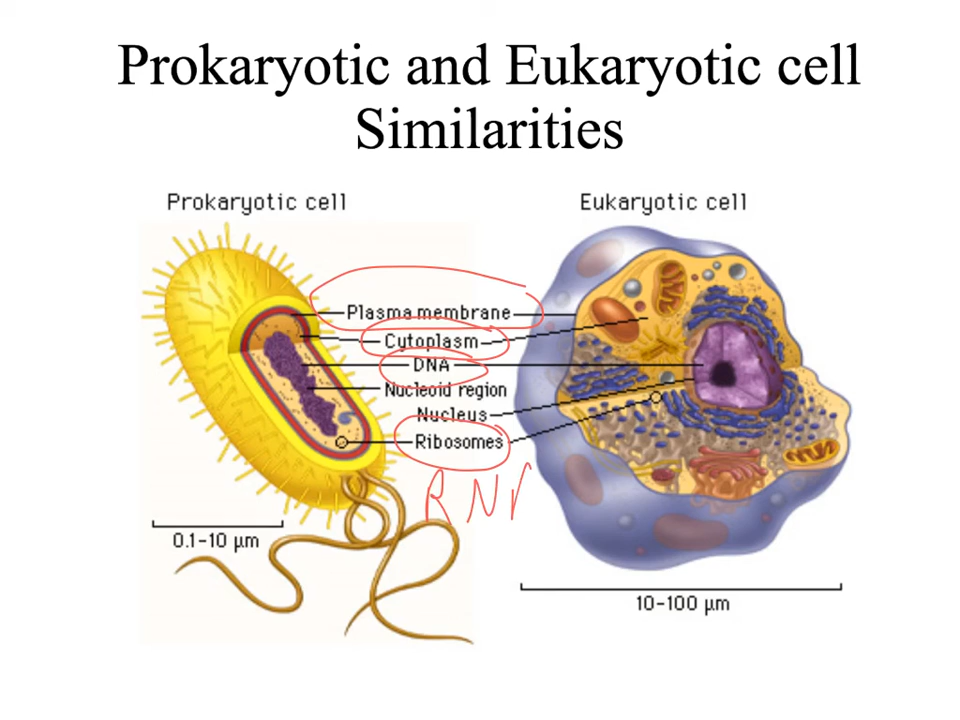 Prokaryotic and Eukaryotic cell
Similarities
Prokaryotic cell
Eukaryotic cell
Plasma membrane
Cytoplasm
DNA
Nucleoid region
Nucleus
Ribosomes
0.1–10 µm
10–100 µm